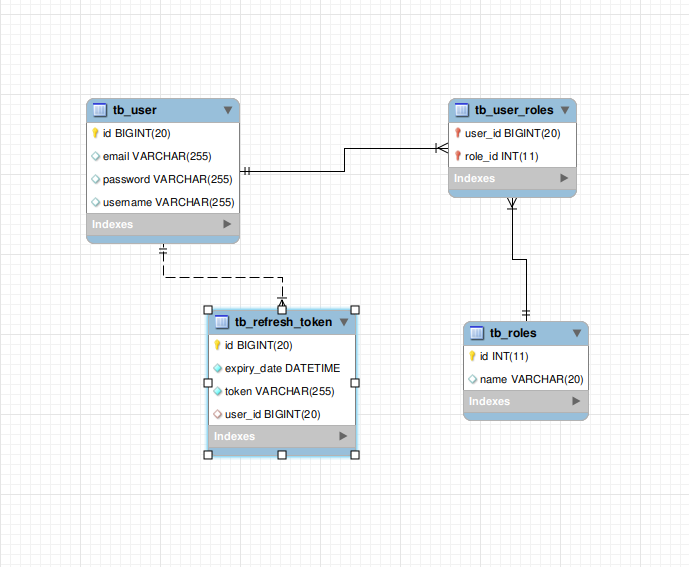 tb_user
id BIGINT(20)
email VARCHAR(255)
password VARCHAR(255)
username VARCHAR(255)
Indexes
tb_user_roles
user_id BIGINT(20)
role_id INT(11)
Indexes
tb_refresh_token
id BIGINT(20)
expiry_date DATETIME
token VARCHAR(255)
user_id BIGINT(20)
Indexes
tb_roles
id INT(11)
name VARCHAR(20)
Indexes